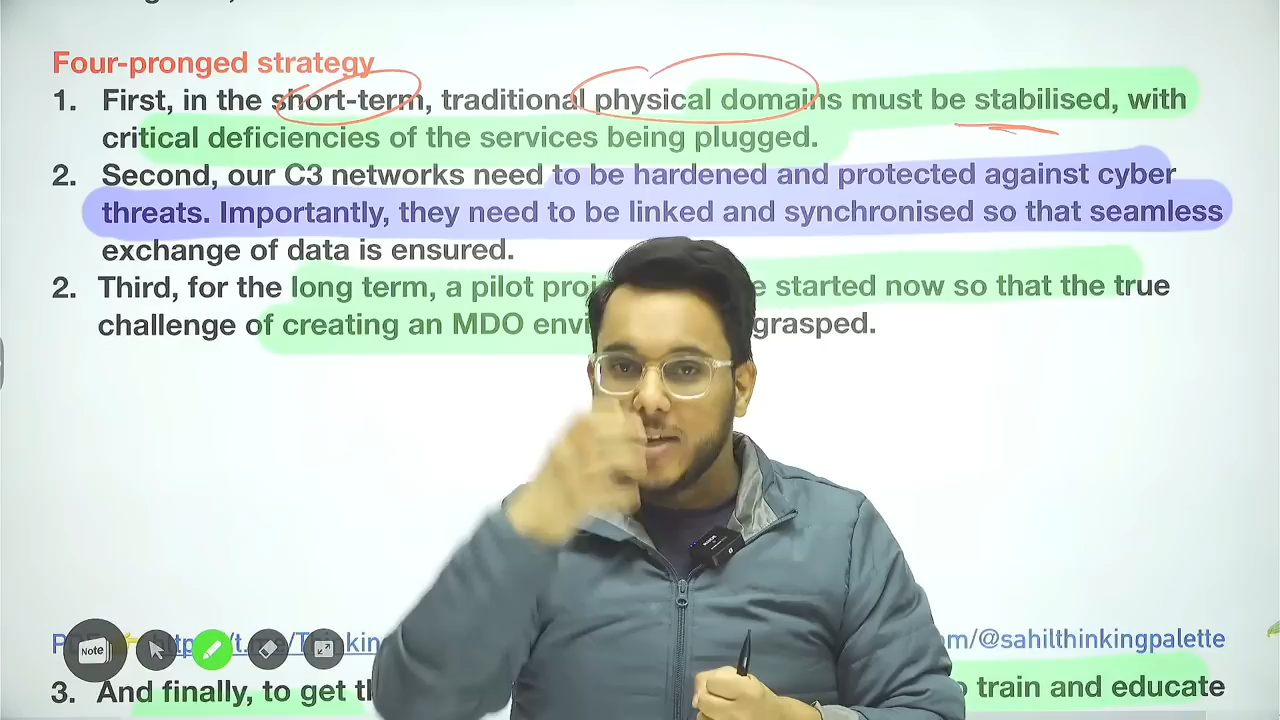 Four-pronged strategy
1. First, in the short-term, traditional physical domains must be stabilised, with
critical deficiencies of the services being plugged.
2. Second, our C3 networks need to be hardened and protected against cyber
threats. Importantly, they need to be linked and synchronised so that seamless
exchange of data is ensured.
2. Third, for the long term, a pilot started now so that the true
challenge of creating an MDO grasped.
Note
/@sahilthinkingpalette
3. And finally, to get train and educate